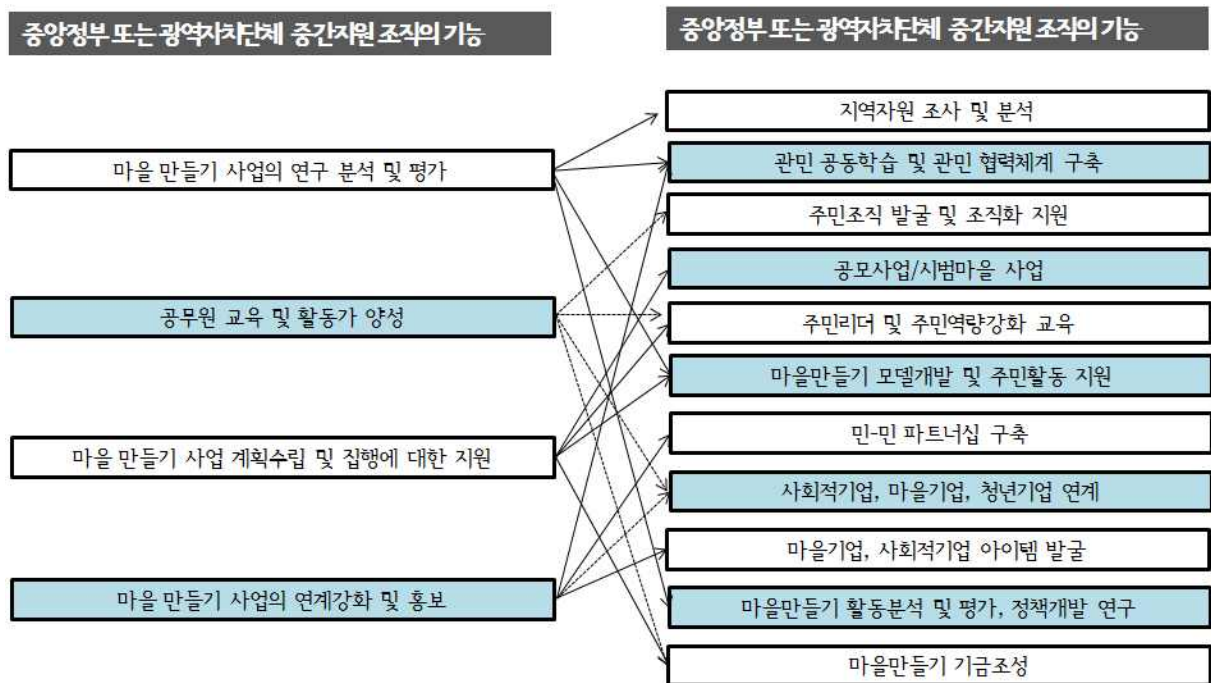 중앙정부 또는 광역자치단체 중간지원 조직의 기능
마을 만들기 사업의 연구 분석 및 평가
공무원 교육 및 활동가 양성
마을 만들기 사업 계획수립 및 집행에 대한 지원
마을 만들기 사업의 연계강화 및 홍보
중앙정부 또는 광역자치단체 중간지원 조직의 기능
지역자원 조사 및 분석
관민 공동학습 및 관민 협력체계 구축
주민조직 발굴 및 조직화 지원
공모사업/시범마을 사업
주민리더 및 주민역량강화 교육
마을만들기 모델개발 및 주민활동 지원
민-민 파트너십 구축
사회적기업, 마을기업, 청년기업 연계
마을기업, 사회적기업 아이템 발굴
마을만들기 활동분석 및 평가, 정책개발 연구
마을만들기 기금조성